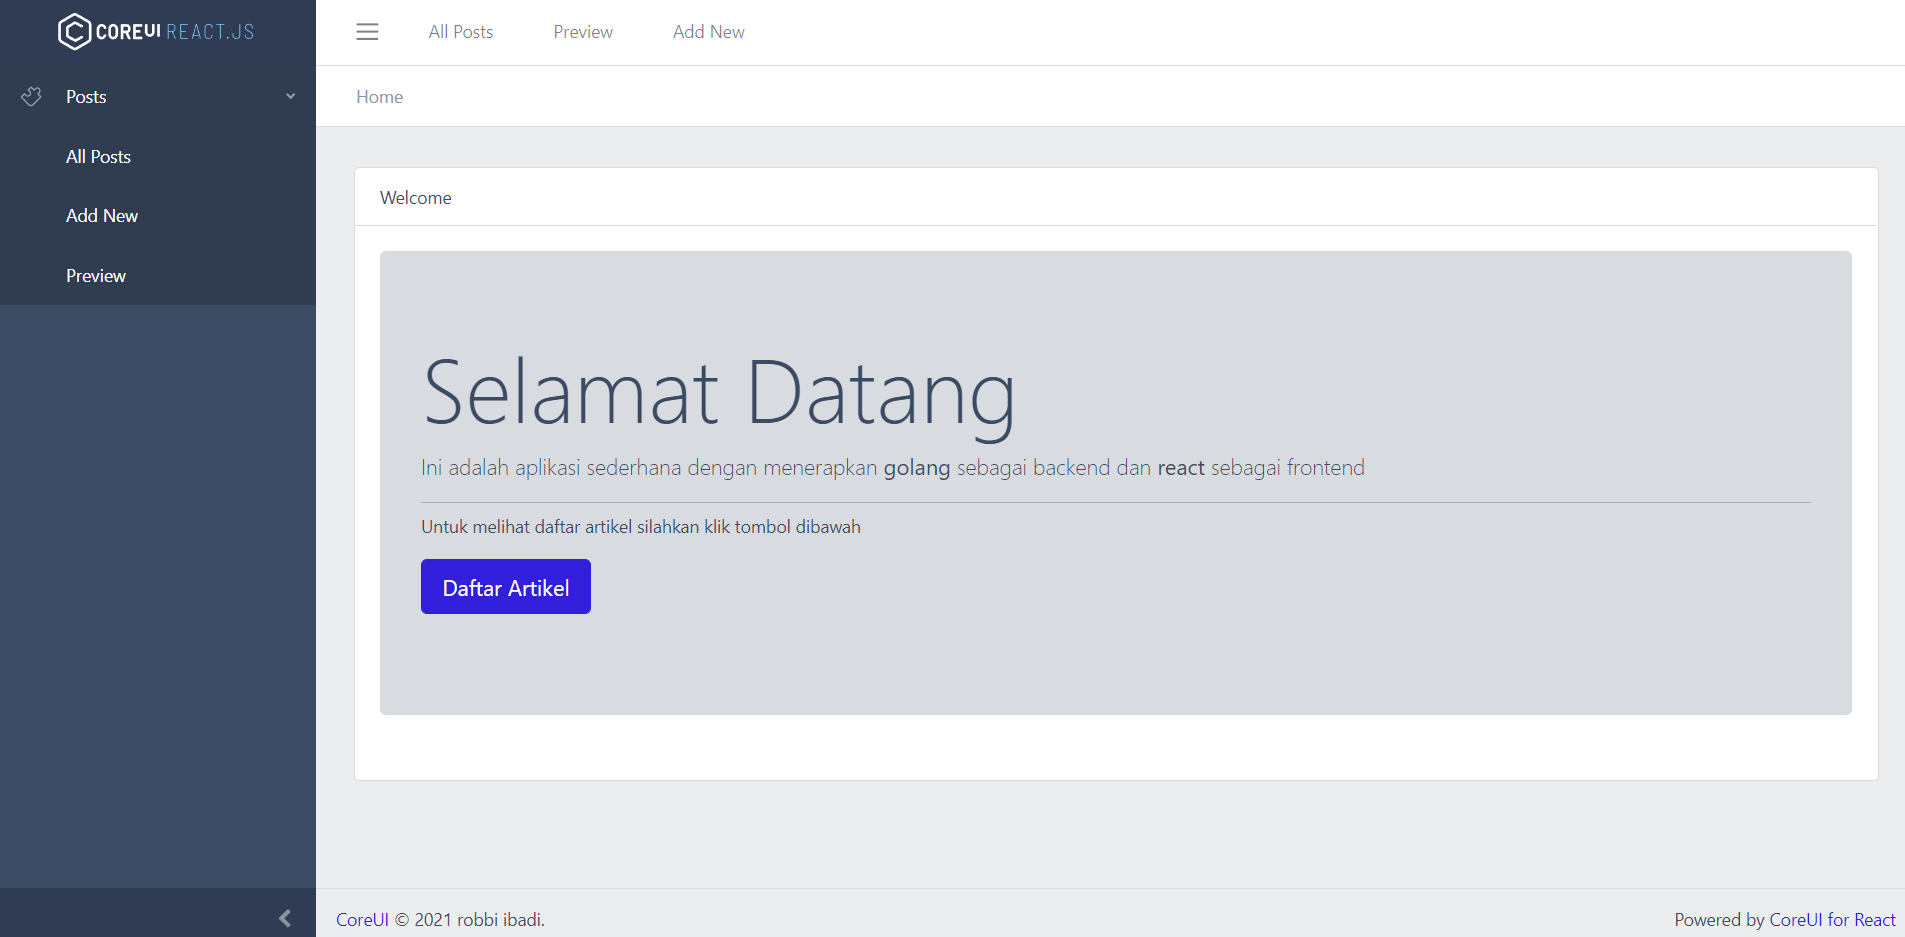 COREUI REACT.JS
All Posts
Preview
Add New
Posts
All Posts
Add New
Preview
Home
Welcome
Selamat Datang
Ini adalah aplikasi sederhana dengan menerapkan golang sebagai backend dan react sebagai frontend
Untuk melihat daftar artikel silahkan klik tombol dibawah
Daftar Artikel
CoreUI © 2021 robbi ibadi.
Powered by CoreUI for React